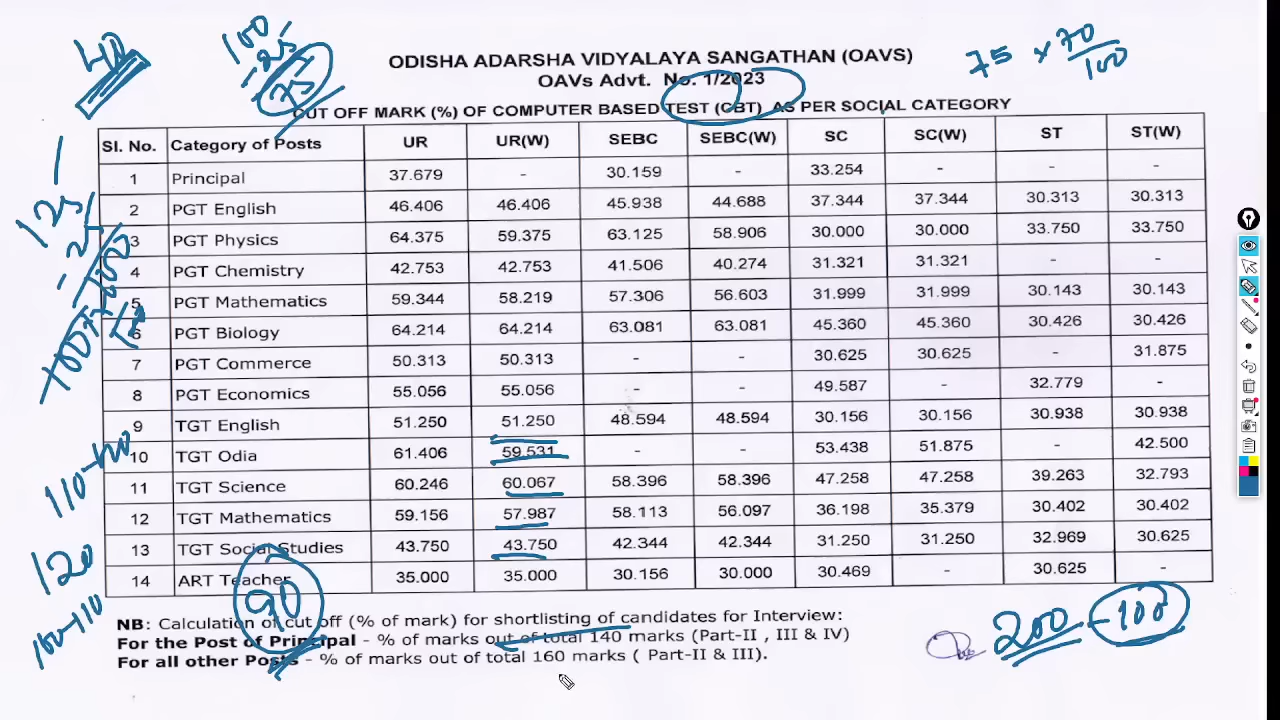 40
100
-25
75
75 x 70/100
ODISHA ADARSHA VIDYALAYA SANGATHAN (OAVS)
OAVs Advt. No. 1/2023
CUT OFF MARK (%) OF COMPUTER BASED TEST (CBT) AS PER SOCIAL CATEGORY
Sl. No. Category of Posts UR UR(W) SEBC SEBC(W) SC SC(W) ST ST(W)
1 Principal 37.679 - 30.159 - 33.254 - - -
2 PGT English 46.406 46.406 45.938 44.688 37.344 37.344 30.313 30.313
3 PGT Physics 64.375 59.375 63.125 58.906 30.000 30.000 33.750 33.750
4 PGT Chemistry 42.753 42.753 41.506 40.274 31.321 31.321 - -
5 PGT Mathematics 59.344 58.219 57.306 56.603 31.999 31.999 30.143 30.143
6 PGT Biology 64.214 64.214 63.081 63.081 45.360 45.360 30.426 30.426
7 PGT Commerce 50.313 50.313 - - 30.625 30.625 - 31.875
8 PGT Economics 55.056 55.056 - - 49.587 - 32.779 -
9 TGT English 51.250 51.250 48.594 48.594 30.156 30.156 30.938 30.938
10 TGT Odia 61.406 59.531 - - 53.438 51.875 - 42.500
11 TGT Science 60.246 60.067 58.396 58.396 47.258 47.258 39.263 32.793
12 TGT Mathematics 59.156 57.987 58.113 56.097 36.198 35.379 30.402 30.402
13 TGT Social Studies 43.750 43.750 42.344 42.344 31.250 31.250 32.969 30.625
14 ART Teacher 35.000 35.000 30.156 30.000 30.469 - 30.625 -
125
-25
110-120
120
100-110
90
NB: Calculation of cut off (% of mark) for shortlisting of candidates for Interview:
For the Post of Principal - % of marks out of total 140 marks (Part-II , III & IV)
For all other Posts - % of marks out of total 160 marks ( Part-II & III).
200 - 100